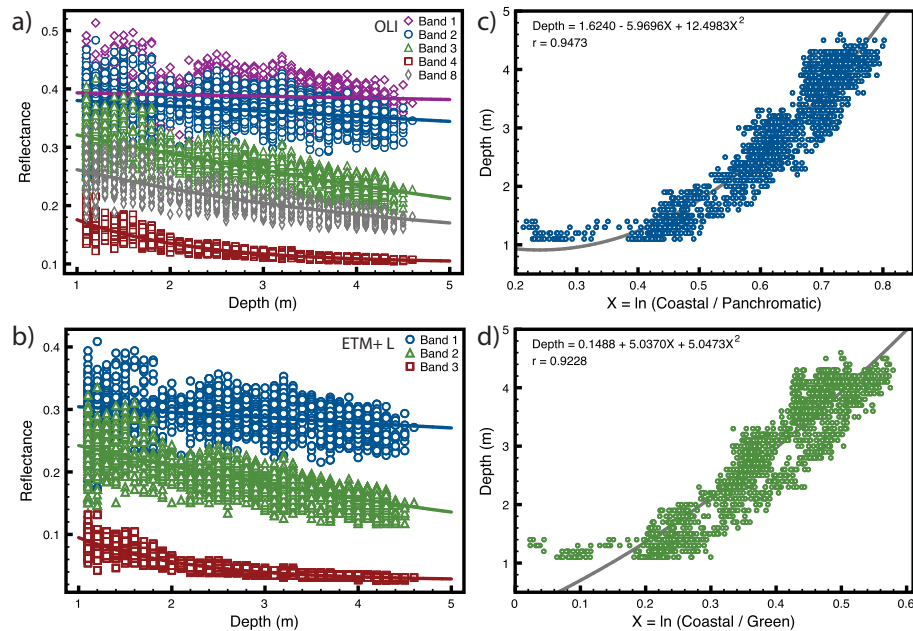 a)
OLI
Band 1
Band 2
Band 3
Band 4
Band 8
0.5
0.4
0.3
0.2
0.1
Reflectance
1 2 3 4 5
Depth (m)
c)
Depth = 1.6240 - 5.9696X + 12.4983X²
r = 0.9473
5
4
3
2
1
Depth (m)
0.2 0.3 0.4 0.5 0.6 0.7 0.8
X = ln (Coastal / Panchromatic)
b)
ETM+ L
Band 1
Band 2
Band 3
0.4
0.3
0.2
0.1
Reflectance
1 2 3 4 5
Depth (m)
d)
Depth = 0.1488 + 5.0370X + 5.0473X²
r = 0.9228
5
4
3
2
1
Depth (m)
0 0.1 0.2 0.3 0.4 0.5 0.6
X = ln (Coastal / Green)